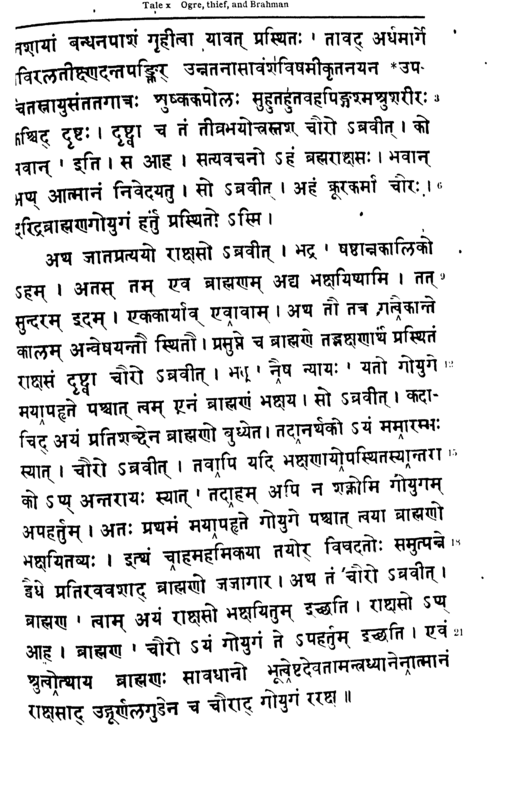 Tale x Ogre, thief, and Brahman
नशायां बन्धनपाशं गृहीत्वा यावत् प्रस्थितः ' तावद् अर्धमार्गे
विरलतीक्ष्णदन्तपङ्क्तिर् उन्नतनासावंशविषमीकृतनयन *उप-
चतस्नायुसंततगात्रः शुष्ककपोलः सुहुतहुतवहपिङ्गश्मश्रुशरीरः 3
कश्चिद् दृष्टः। दृष्ट्वा च तं तीव्रभयोत्त्रस्तश् चौरो ऽब्रवीत्। को
भवान् ' इति। स आह। सत्यवचनो ऽहं ब्रह्मराक्षसः। भवान्
अप्य् आत्मानं निवेदयतु। सो ऽब्रवीत्। अहं क्रूरकर्मा चौरः। 6
दरिद्रब्राह्मणगोयुगं हर्तुं प्रस्थितो ऽस्मि।
अथ जातप्रत्ययो राक्षसो ऽब्रवीत्। भद्र ' षष्ठान्नकालिको
ऽहम्। अतस् तम् एव ब्राह्मणम् अद्य भक्षयिष्यामि। तत् 9
सुन्दरम् इदम्। एककार्याव् एवावाम्। अथ तौ तत्र गत्वैकान्ते
कालम् अन्वेषयन्तौ स्थितौ। प्रसुप्ते च ब्राह्मणे तद्भक्षणार्थं प्रस्थितं
राक्षसं दृष्ट्वा चौरो ऽब्रवीत्। भद्र ' नैष न्यायः ' यतो गोयुगे 12
मयापहृते पश्चात् त्वम् एनं ब्राह्मणं भक्षय। सो ऽब्रवीत्। कदा-
चिद् अयं प्रतिशब्देन ब्राह्मणो बुध्येत। तदानर्थको ऽयं ममारम्भः
स्यात्। चौरो ऽब्रवीत्। तवापि यदि भक्षणायोपस्थितस्यान्तरा 15
को ऽप्य् अन्तरायः स्यात् ' तदाहम् अपि न शक्नोमि गोयुगम्
अपहर्तुम्। अतः प्रथमं मयापहृते गोयुगे पश्चात् त्वया ब्राह्मणो
भक्षयितव्यः। इत्थं चाहमहमिकया तयोर् विवदतोः समुत्पन्ने 18
द्वैधे प्रतिरववशाद् ब्राह्मणो जजागार। अथ तं चौरो ऽब्रवीत्।
ब्राह्मण ' त्वाम् अयं राक्षसो भक्षयितुम् इच्छति। राक्षसो ऽप्य्
आह। ब्राह्मण ' चौरो ऽयं गोयुगं ते ऽपहर्तुम् इच्छति। एवं 21
श्रुत्वोत्थाय ब्राह्मणः सावधानो भूत्वेष्टदेवतामन्त्रध्यानेनात्मानं
राक्षसाद् उद्गूर्णलगुडेन च चौराद् गोयुगं ररक्ष॥